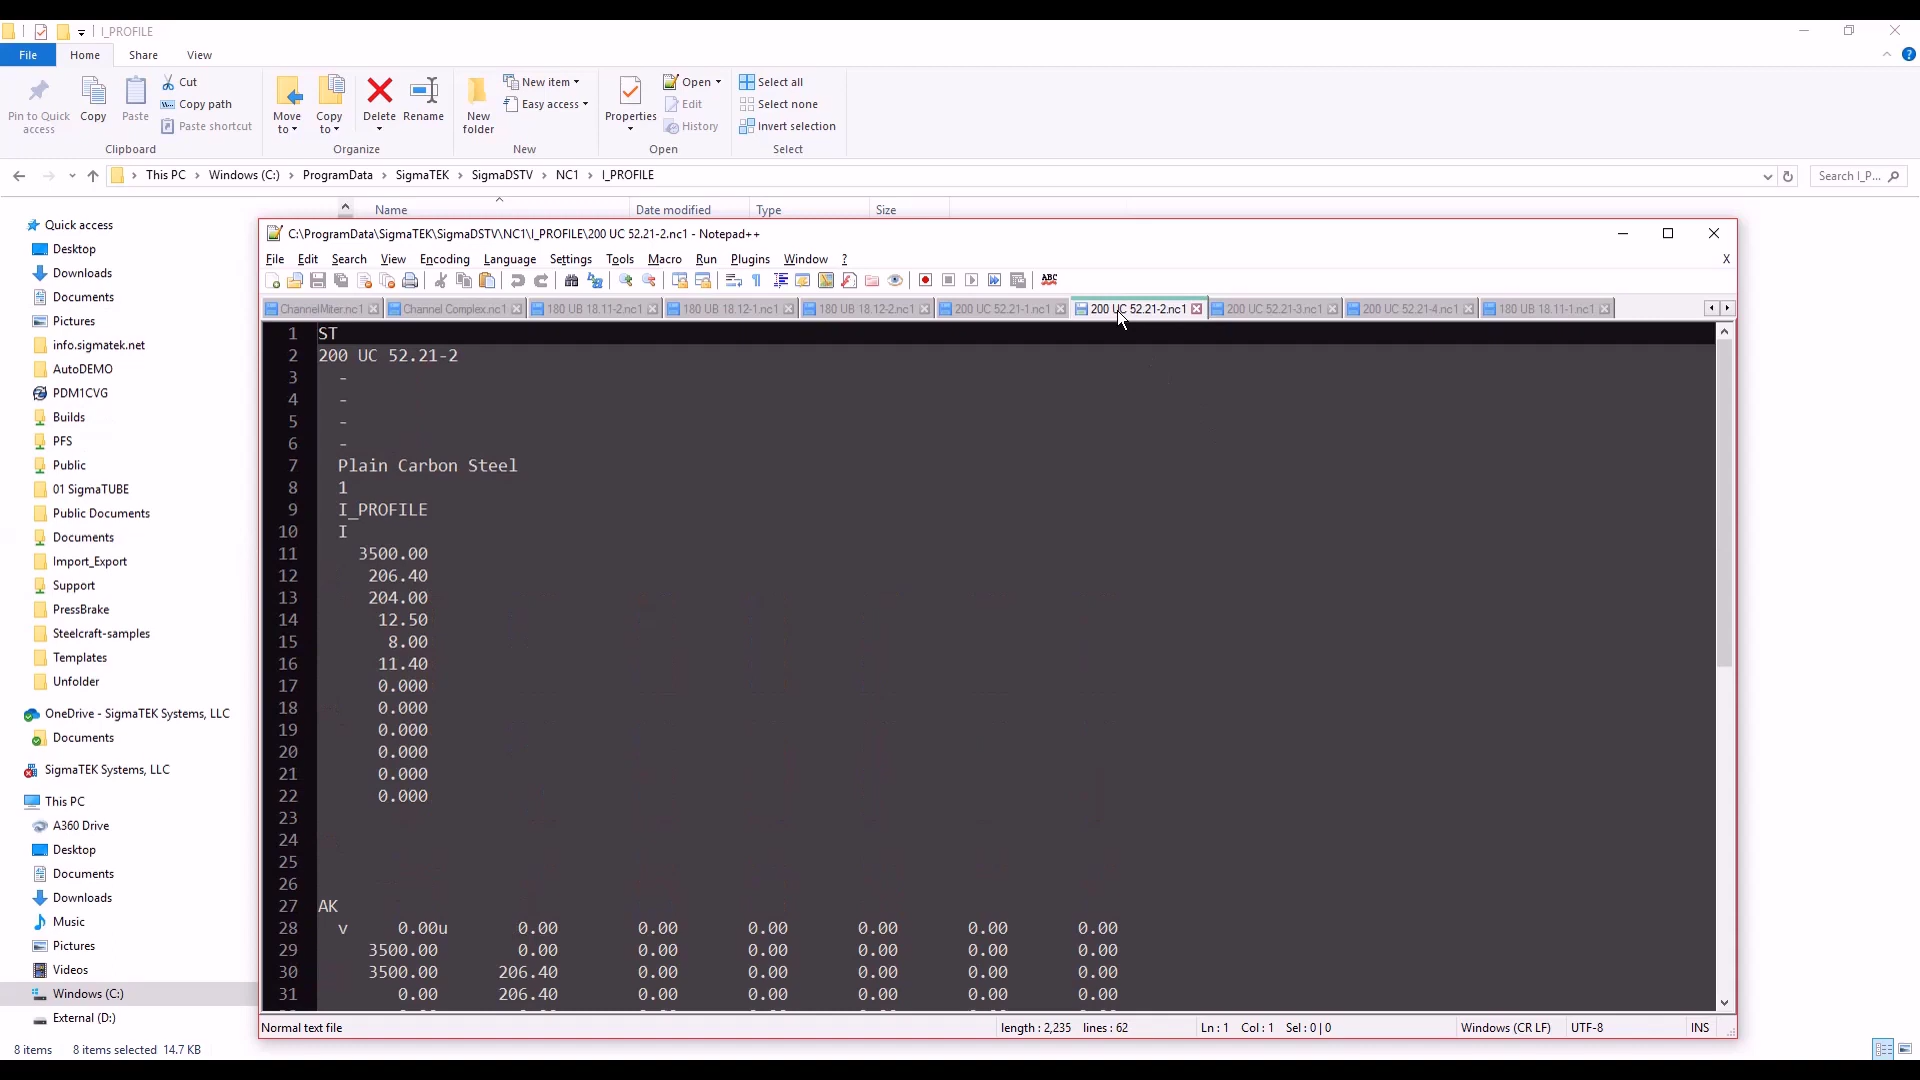 I_PROFILE
File Home Share View
Pin to Quick access
Copy
Paste
Cut
Copy path
Paste shortcut
Clipboard
Move to
Copy to
Delete
Rename
Organize
New folder
New item
Easy access
New
Properties
Open
Edit
History
Open
Select all
Select none
Invert selection
Select
This PC > Windows (C:) > ProgramData > SigmaTEK > SigmaDSTV > NC1 > I_PROFILE
Search I_P...
Name Date modified Type Size
Quick access
Desktop
Downloads
Documents
Pictures
info.sigmatek.net
AutoDEMO
PDM1CVG
Builds
PFS
Public
01 SigmaTUBE
Public Documents
Documents
Import_Export
Support
PressBrake
Steelcraft-samples
Templates
Unfolder
OneDrive - SigmaTEK Systems, LLC
Documents
SigmaTEK Systems, LLC
This PC
A360 Drive
Desktop
Documents
Downloads
Music
Pictures
Videos
Windows (C:)
External (D:)
8 items 8 items selected 14.7 KB
C:\ProgramData\SigmaTEK\SigmaDSTV\NC1\I_PROFILE\200 UC 52.21-2.nc1 - Notepad++
File Edit Search View Encoding Language Settings Tools Macro Run Plugins Window ? X
ABC
ChannelMiter.nc1 Channel Complex.nc1 180 UB 18.11-2.nc1 180 UB 18.12-1.nc1 180 UB 18.12-2.nc1 200 UC 52.21-1.nc1 200 UC 52.21-2.nc1 200 UC 52.21-3.nc1 200 UC 52.21-4.nc1 180 UB 18.11-1.nc1
1 ST
2 200 UC 52.21-2
3 -
4 -
5 -
6 -
7 Plain Carbon Steel
8 1
9 I_PROFILE
10 I
11 3500.00
12 206.40
13 204.00
14 12.50
15 8.00
16 11.40
17 0.000
18 0.000
19 0.000
20 0.000
21 0.000
22 0.000
23
24
25
26
27 AK
28 v 0.00u 0.00 0.00 0.00 0.00 0.00 0.00
29 3500.00 0.00 0.00 0.00 0.00 0.00 0.00
30 3500.00 206.40 0.00 0.00 0.00 0.00 0.00
31 0.00 206.40 0.00 0.00 0.00 0.00 0.00
Normal text file length : 2,235 lines : 62 Ln : 1 Col : 1 Sel : 0 | 0 Windows (CR LF) UTF-8 INS